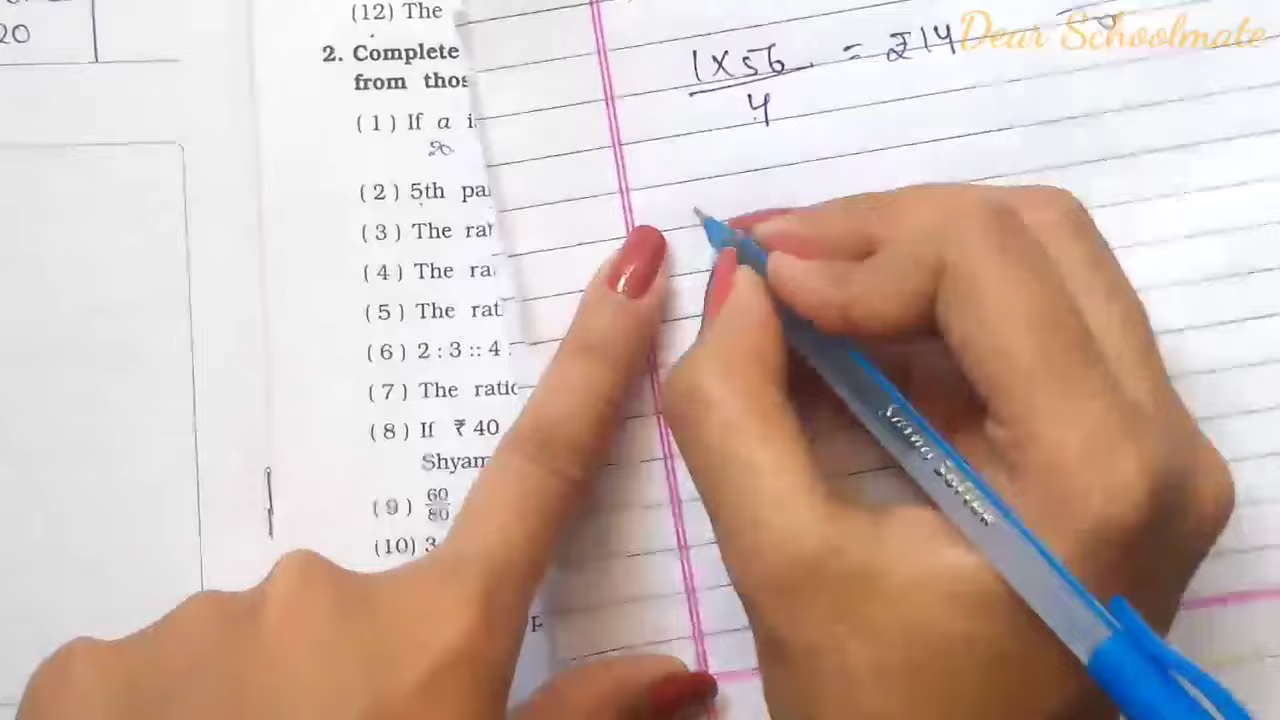 20
(12) The
2. Complete
from thos
(1) If a i
20
(2) 5th pa
(3) The rat
(4) The ra
(5) The rat
(6) 2 : 3 :: 4 :
(7) The ratio
(8) If ₹ 40
Shyam
(9) 60/80
(10) 3
1 x 56 / 4 = ₹ 14
Dear Schoolmate